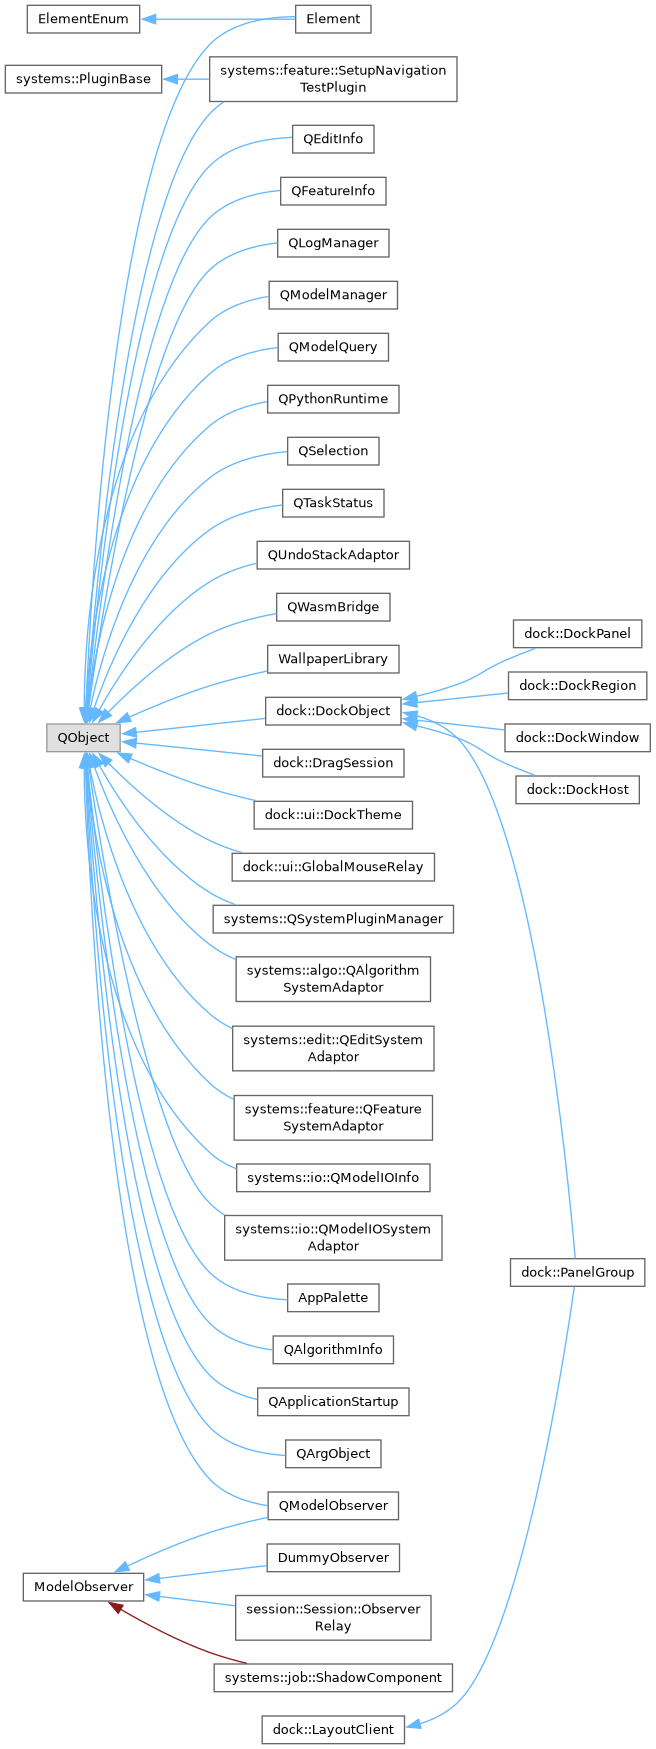 ElementEnum
Element
systems::PluginBase
systems::feature::SetupNavigation
TestPlugin
QEditInfo
QFeatureInfo
QLogManager
QModelManager
QModelQuery
QPythonRuntime
QSelection
QTaskStatus
QUndoStackAdaptor
QWasmBridge
WallpaperLibrary
dock::DockPanel
dock::DockRegion
dock::DockObject
QObject
dock::DockWindow
dock::DragSession
dock::DockHost
dock::ui::DockTheme
dock::ui::GlobalMouseRelay
systems::QSystemPluginManager
systems::algo::QAlgorithm
SystemAdaptor
systems::edit::QEditSystem
Adaptor
systems::feature::QFeature
SystemAdaptor
systems::io::QModelIOInfo
systems::io::QModelIOSystem
Adaptor
dock::PanelGroup
AppPalette
QAlgorithmInfo
QApplicationStartup
QArgObject
QModelObserver
DummyObserver
ModelObserver
session::Session::Observer
Relay
systems::job::ShadowComponent
dock::LayoutClient